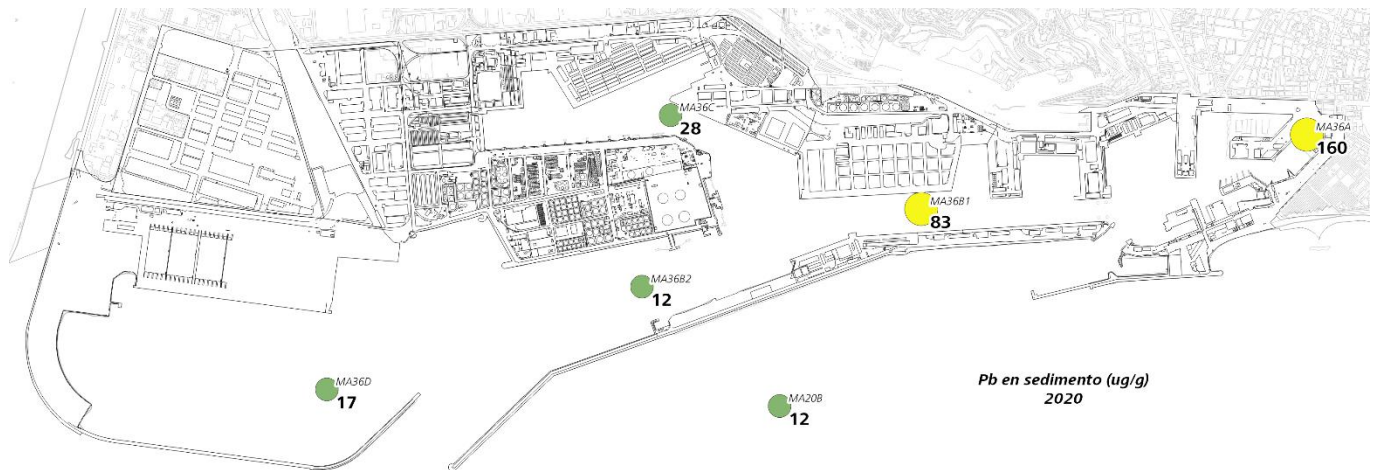 MA36C
28
MA36A
160
MA36B1
83
MA36B2
12
MA36D
17
MA20B
12
Pb en sedimento (ug/g)
2020